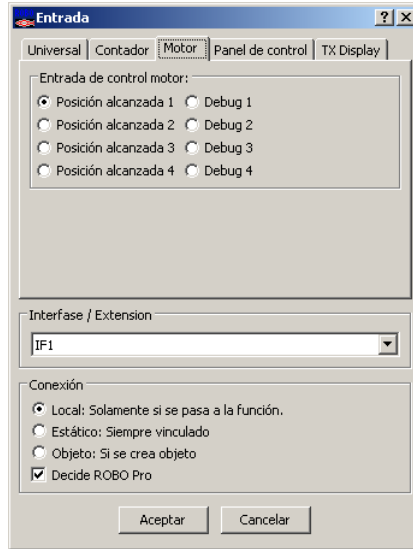 Entrada
Universal Contador Motor Panel de control TX Display
Entrada de control motor:
Posición alcanzada 1 Debug 1
Posición alcanzada 2 Debug 2
Posición alcanzada 3 Debug 3
Posición alcanzada 4 Debug 4
Interfase / Extension
IF1
Conexión
Local: Solamente si se pasa a la función.
Estático: Siempre vinculado
Objeto: Si se crea objeto
Decide ROBO Pro
Aceptar Cancelar